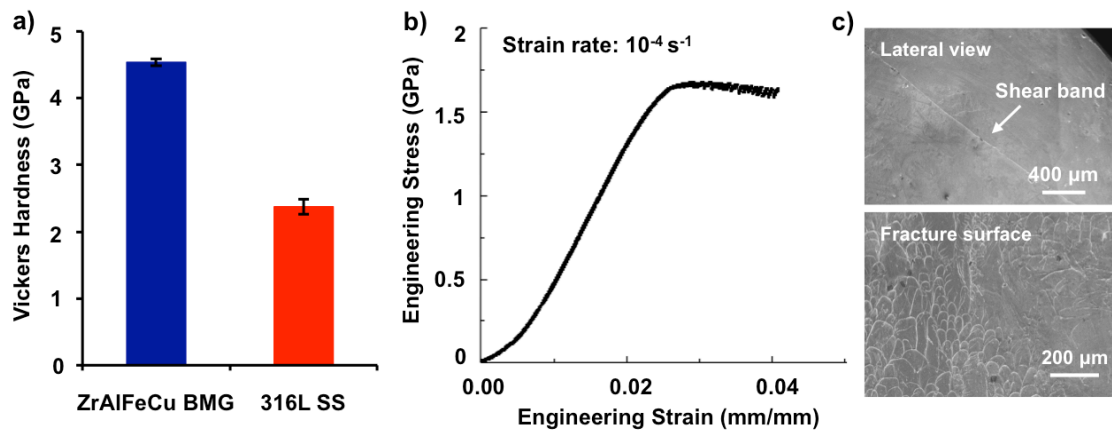 a)
Vickers Hardness (GPa)
5
4
3
2
1
0
ZrAlFeCu BMG
316L SS
b)
Strain rate: 10⁻⁴ s⁻¹
Engineering Stress (GPa)
2
1.5
1
0.5
0
0.00
0.02
0.04
Engineering Strain (mm/mm)
c)
Lateral view
Shear band
400 µm
Fracture surface
200 µm